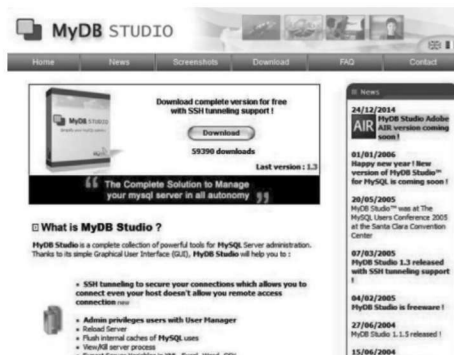 MyDB STUDIO
Home News Screenshots Download FAQ Contact
MyDB STUDIO
Download complete version for free
with SSH tunneling support !
Download
59390 downloads
Last version : 1.3
“ The Complete Solution to Manage
your mysql server in all autonomy ”
What is MyDB Studio ?
MyDB Studio is a complete collection of powerful tools for MySQL Server administration.
Thanks to its simple Graphical User Interface (GUI), MyDB Studio will help you to :
SSH tunneling to secure your connections which allows you to
connect even your host doesn't allow you remote access
connection new
Admin privileges users with User Manager
Reload Server
Flush internal caches of MySQL uses
View/Kill server process
News
24/12/2014
AIR
MyDB Studio Adobe
AIR version coming
soon !
01/01/2006
Happy new year ! New
version of MyDB Studio™
for MySQL is coming soon !
20/05/2005
MyDB Studio™ was at The
MySQL Users Conference 2005
at the Santa Clara Convention
Center
07/03/2005
MyDB Studio 1.3 released
with SSH tunneling support
!
04/02/2005
MyDB Studio is freeware !
27/06/2004
MyDB Studio 1.1.5 released !
15/06/2004